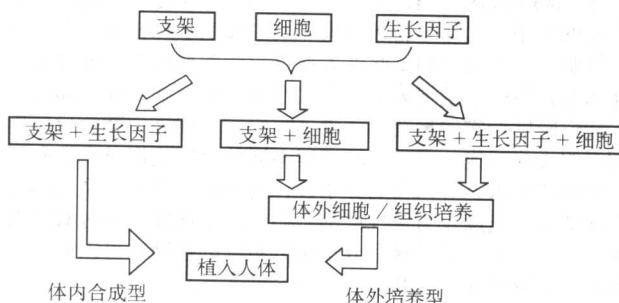 支架 细胞 生长因子
支架 + 生长因子 支架 + 细胞 支架 + 生长因子 + 细胞
体外细胞 / 组织培养
植入人体
体内合成型 体外培养型